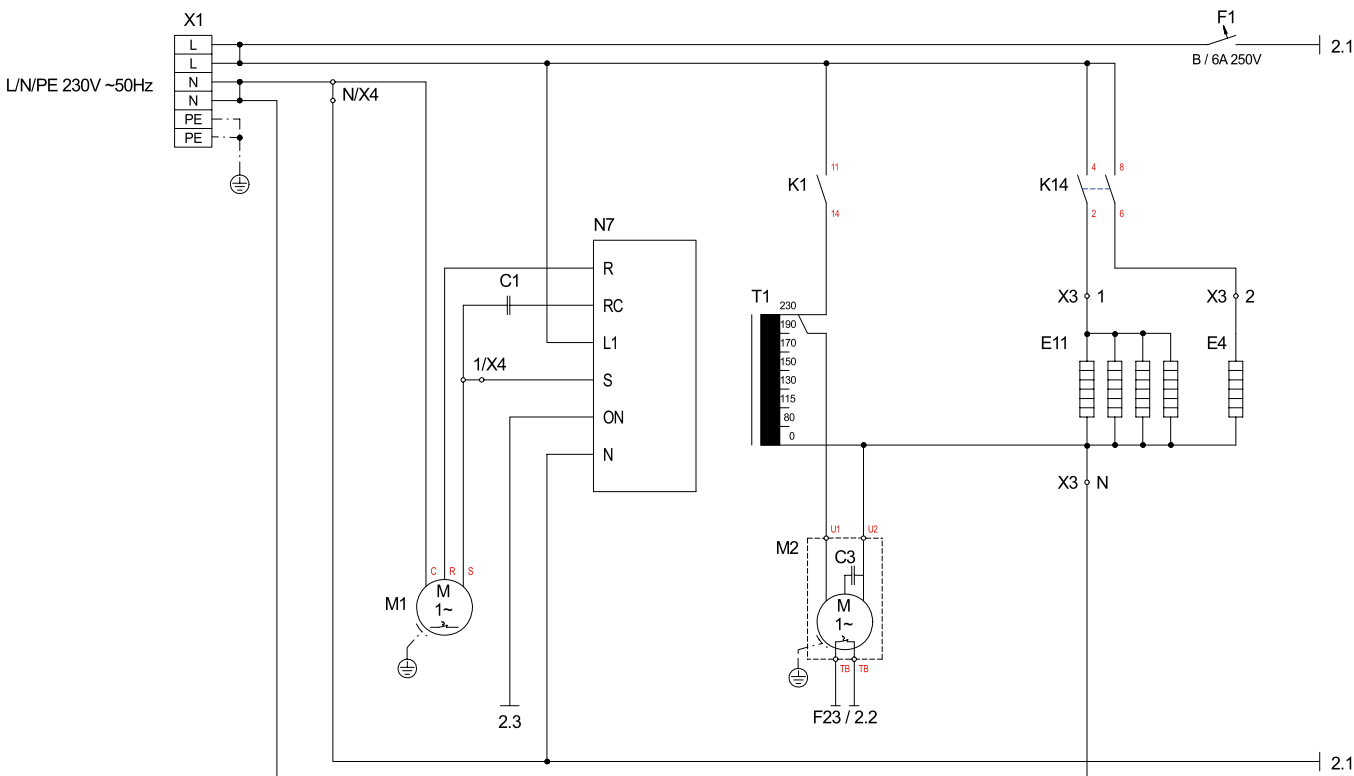 X1
F1
L
2.1
L
B / 6A 250V
L/N/PE 230V ~50Hz
N
N
N/X4
PE
PE
11
4
8
K1
K14
14
2
6
N7
R
C1
T1
X3
1
X3
2
RC
230
190
L1
170
E11
E4
1/X4
150
S
130
115
ON
80
0
N
X3
N
U1
U2
M2
C3
C
R
S
M1
M
1~
M
1~
TB
TB
2.3
F23 / 2.2
2.1